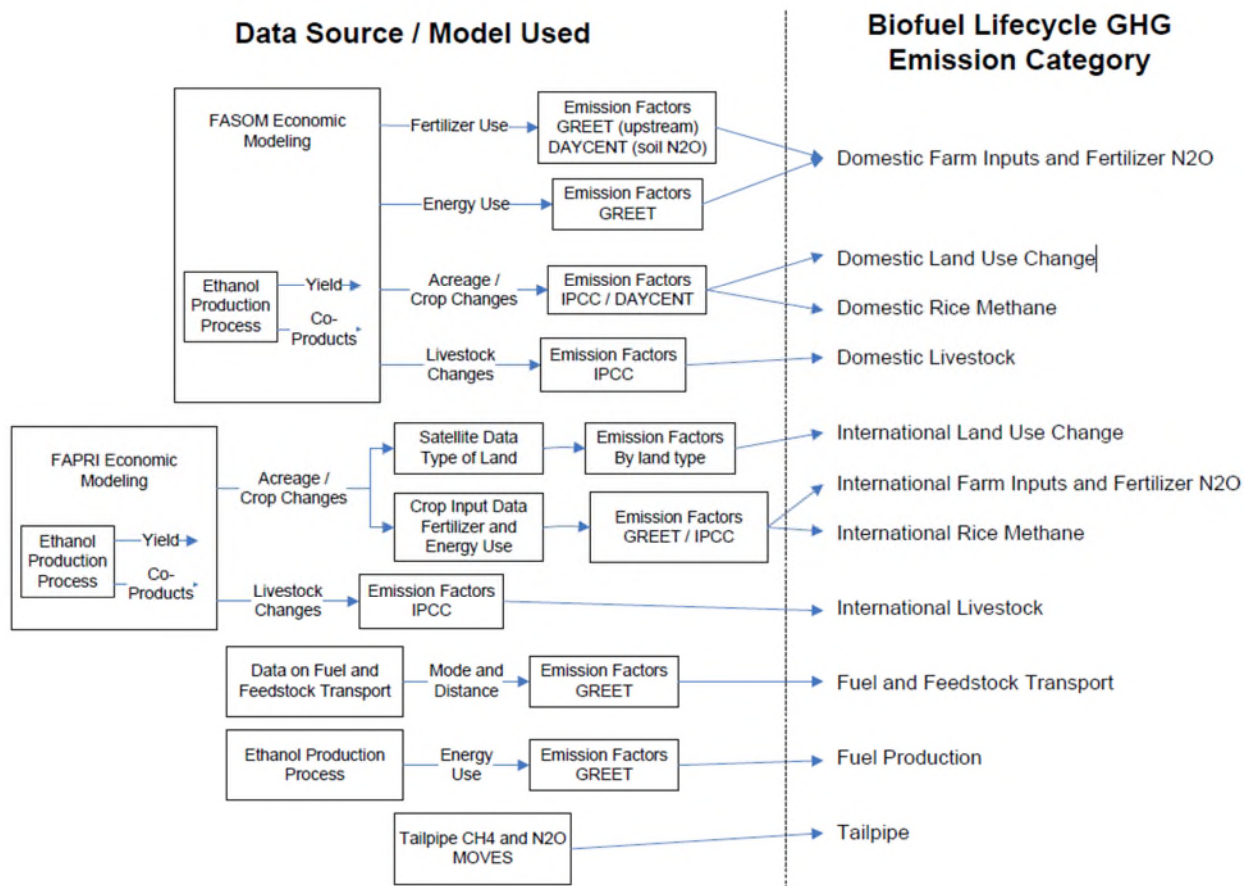 Data Source / Model Used
Biofuel Lifecycle GHG
Emission Category
FASOM Economic
Modeling
Fertilizer Use
Emission Factors
GREET (upstream)
DAYCENT (soil N2O)
Domestic Farm Inputs and Fertilizer N2O
Energy Use
Emission Factors
GREET
Ethanol
Production
Process
Yield
Co-
Products
Acreage /
Crop Changes
Emission Factors
IPCC / DAYCENT
Domestic Land Use Change
Domestic Rice Methane
Livestock
Changes
Emission Factors
IPCC
Domestic Livestock
FAPRI Economic
Modeling
Ethanol
Production
Process
Yield
Co-
Products
Acreage /
Crop Changes
Satellite Data
Type of Land
Emission Factors
By land type
International Land Use Change
Crop Input Data
Fertilizer and
Energy Use
Emission Factors
GREET / IPCC
International Farm Inputs and Fertilizer N2O
International Rice Methane
Livestock
Changes
Emission Factors
IPCC
International Livestock
Data on Fuel and
Feedstock Transport
Mode and
Distance
Emission Factors
GREET
Fuel and Feedstock Transport
Ethanol Production
Process
Energy
Use
Emission Factors
GREET
Fuel Production
Tailpipe CH4 and N2O
MOVES
Tailpipe